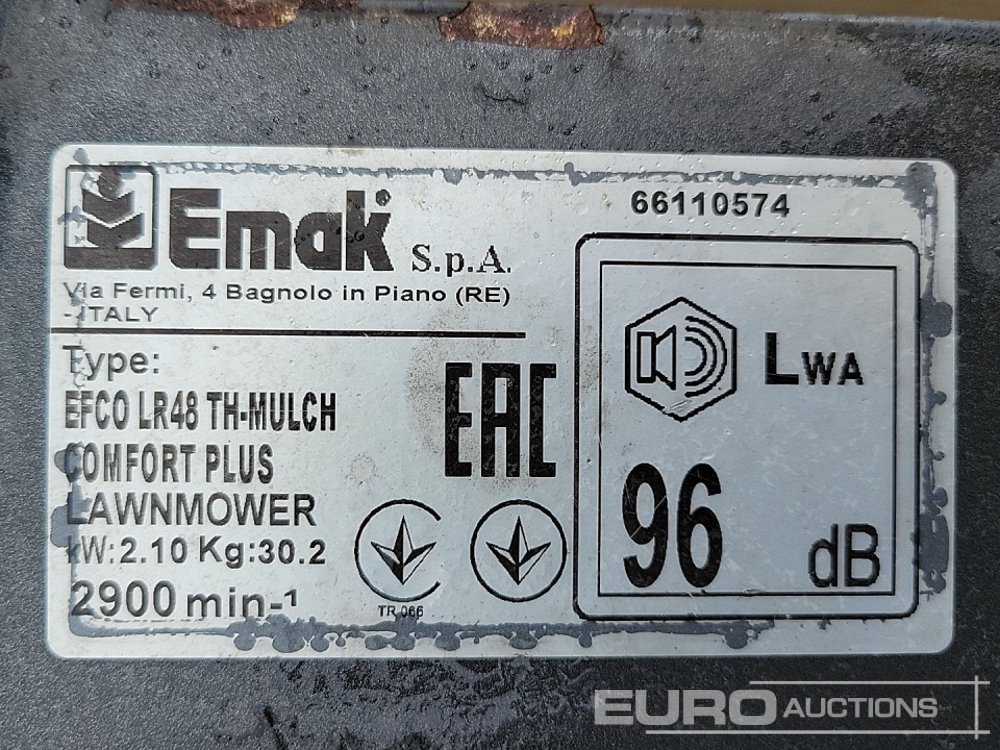 Emak S.p.A.
Via Fermi, 4 Bagnolo in Piano (RE)
- ITALY
Type:
EFCO LR48 TH-MULCH
COMFORT PLUS
LAWNMOWER
kW:2.10 Kg:30.2
2900 min-¹
EAC
TR 066
66110574
LWA
96
dB
EURO AUCTIONS